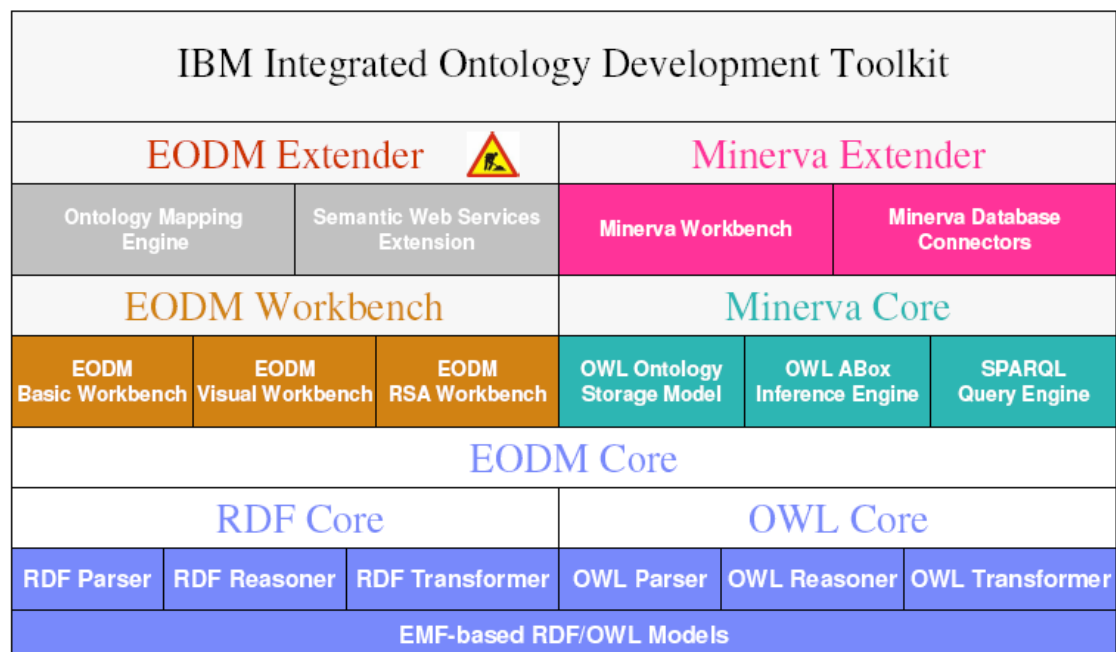 IBM Integrated Ontology Development Toolkit
EODM Extender
Minerva Extender
Ontology Mapping
Engine
Semantic Web Services
Extension
Minerva Workbench
Minerva Database
Connectors
EODM Workbench
Minerva Core
EODM
Basic Workbench
EODM
Visual Workbench
EODM
RSA Workbench
OWL Ontology
Storage Model
OWL ABox
Inference Engine
SPARQL
Query Engine
EODM Core
RDF Core
OWL Core
RDF Parser
RDF Reasoner
RDF Transformer
OWL Parser
OWL Reasoner
OWL Transformer
EMF-based RDF/OWL Models